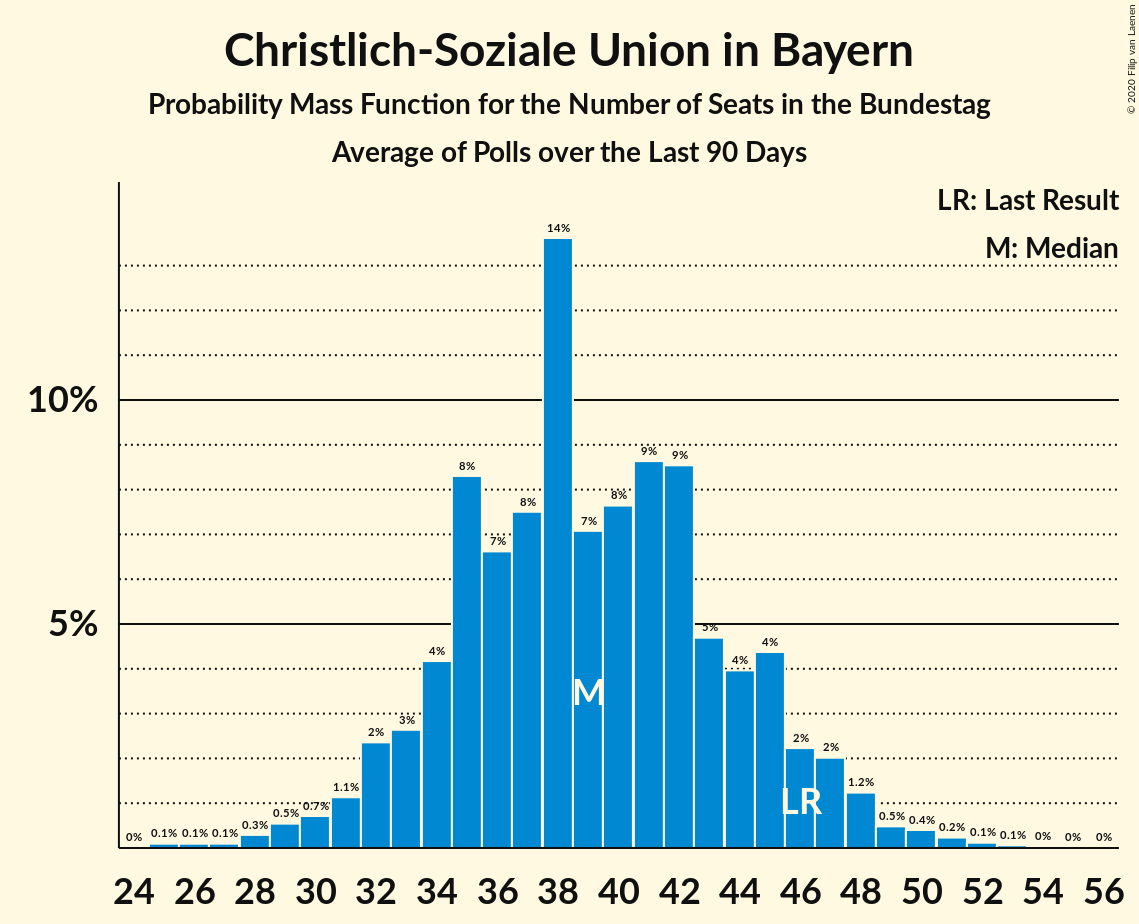 Christlich-Soziale Union in Bayern
Probability Mass Function for the Number of Seats in the Bundestag
Average of Polls over the Last 90 Days
© 2020 Filip van Laenen
LR: Last Result
M: Median
10%
5%
0% 0.1% 0.1% 0.1% 0.3% 0.5% 0.7% 1.1% 2% 3% 4% 8% 7% 8% 14% 7% 8% 9% 9% 5% 4% 4% 2% 2% 1.2% 0.5% 0.4% 0.2% 0.1% 0.1% 0% 0% 0%
M
LR
24 26 28 30 32 34 36 38 40 42 44 46 48 50 52 54 56